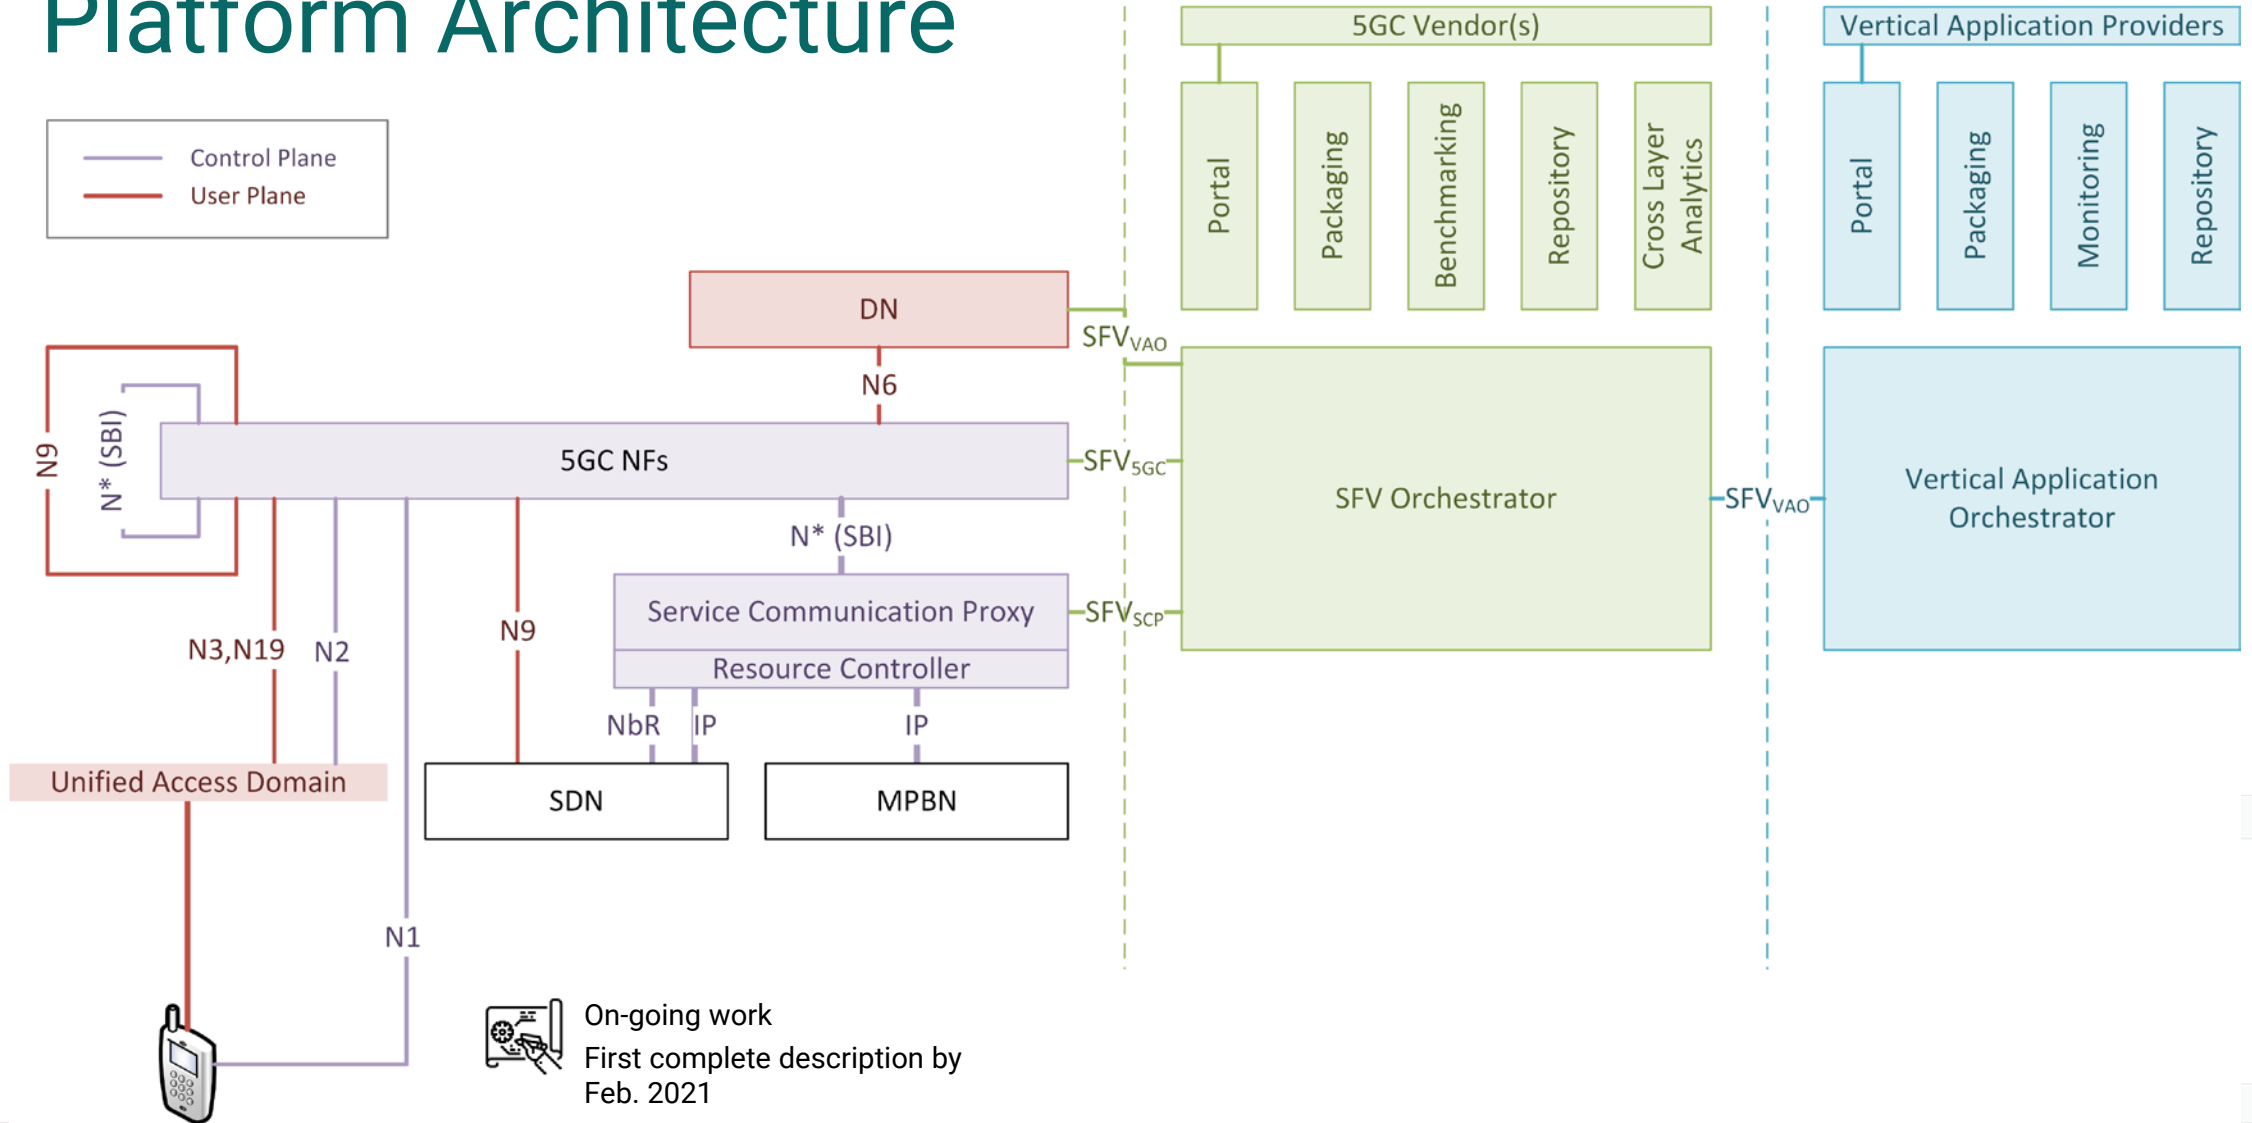 Platform Architecture
Control Plane
User Plane
5GC Vendor(s)
Portal
Packaging
Benchmarking
Repository
Cross Layer
Analytics
Vertical Application Providers
Portal
Packaging
Monitoring
Repository
DN
SFVVAO
N6
N9
N* (SBI)
5GC NFs
SFV5GC
SFV Orchestrator
SFVVAO
Vertical Application
Orchestrator
N* (SBI)
Service Communication Proxy
SFVSCP
Resource Controller
N3,N19
N2
N9
NbR
IP
IP
Unified Access Domain
SDN
MPBN
N1
On-going work
First complete description by
Feb. 2021